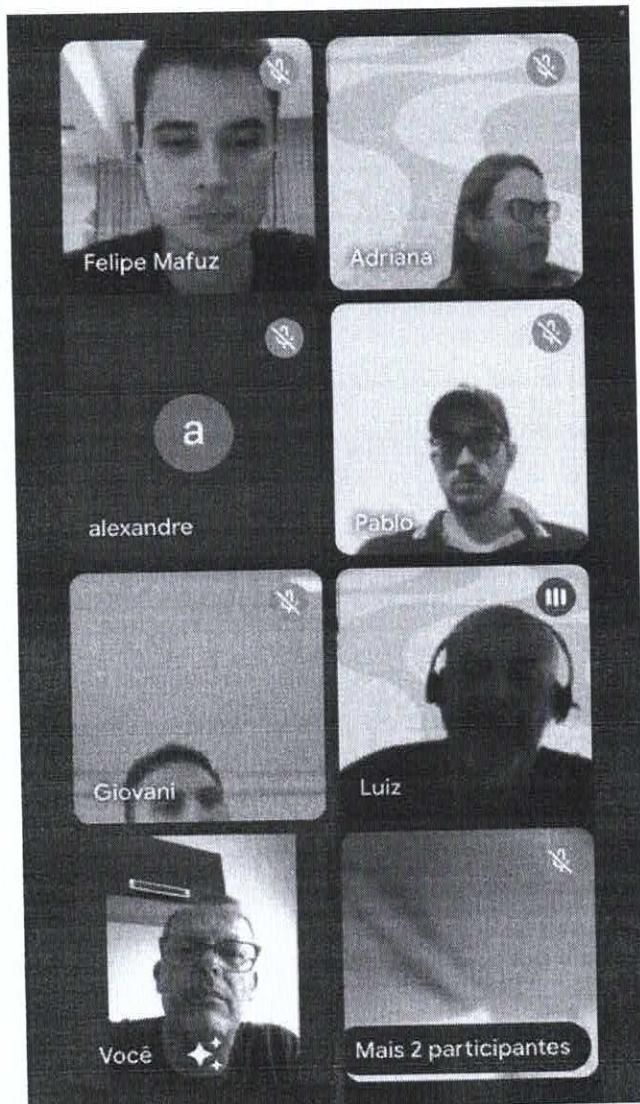 Felipe Mafuz
Adriana
a
alexandre
Pablo
Giovani
Luiz
Você
Mais 2 participantes